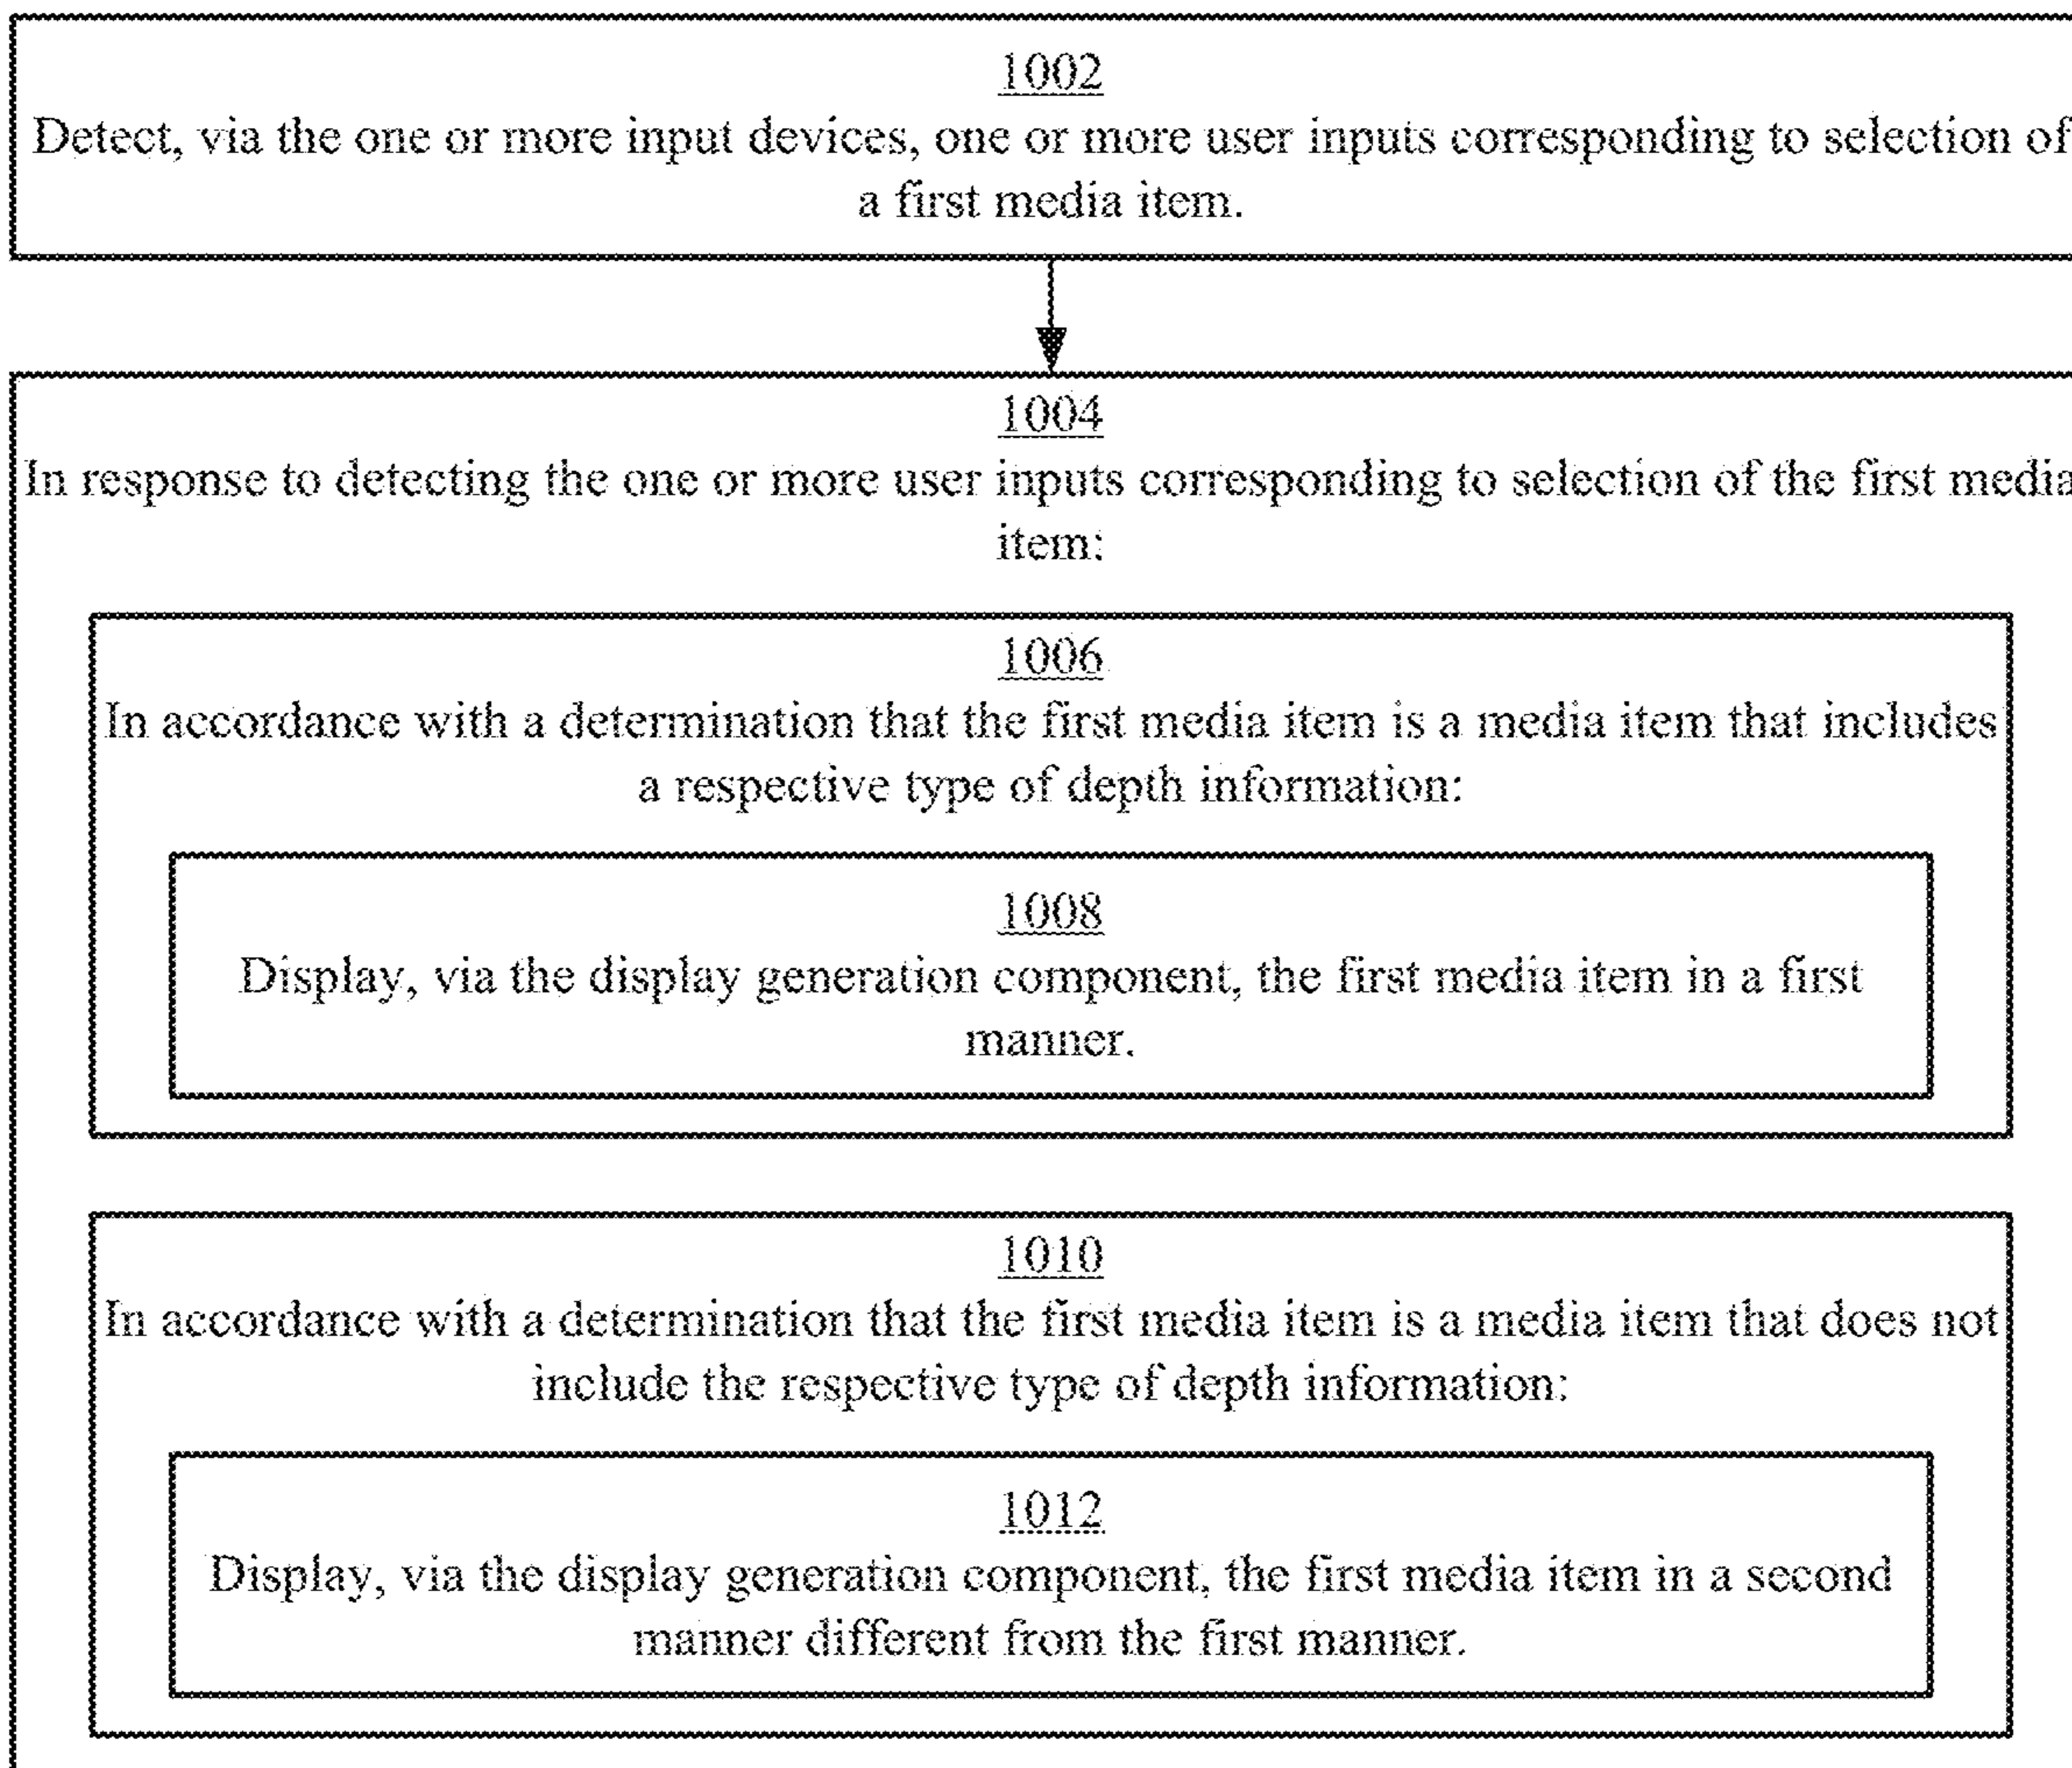 1002
Detect, via the one or more input devices, one or more user inputs corresponding to selection of
a first media item.
1004
In response to detecting the one or more user inputs corresponding to selection of the first media
item:
1006
In accordance with a determination that the first media item is a media item that includes
a respective type of depth information:
1008
Display, via the display generation component, the first media item in a first
manner.
1010
In accordance with a determination that the first media item is a media item that does not
include the respective type of depth information:
1012
Display, via the display generation component, the first media item in a second
manner different from the first manner.